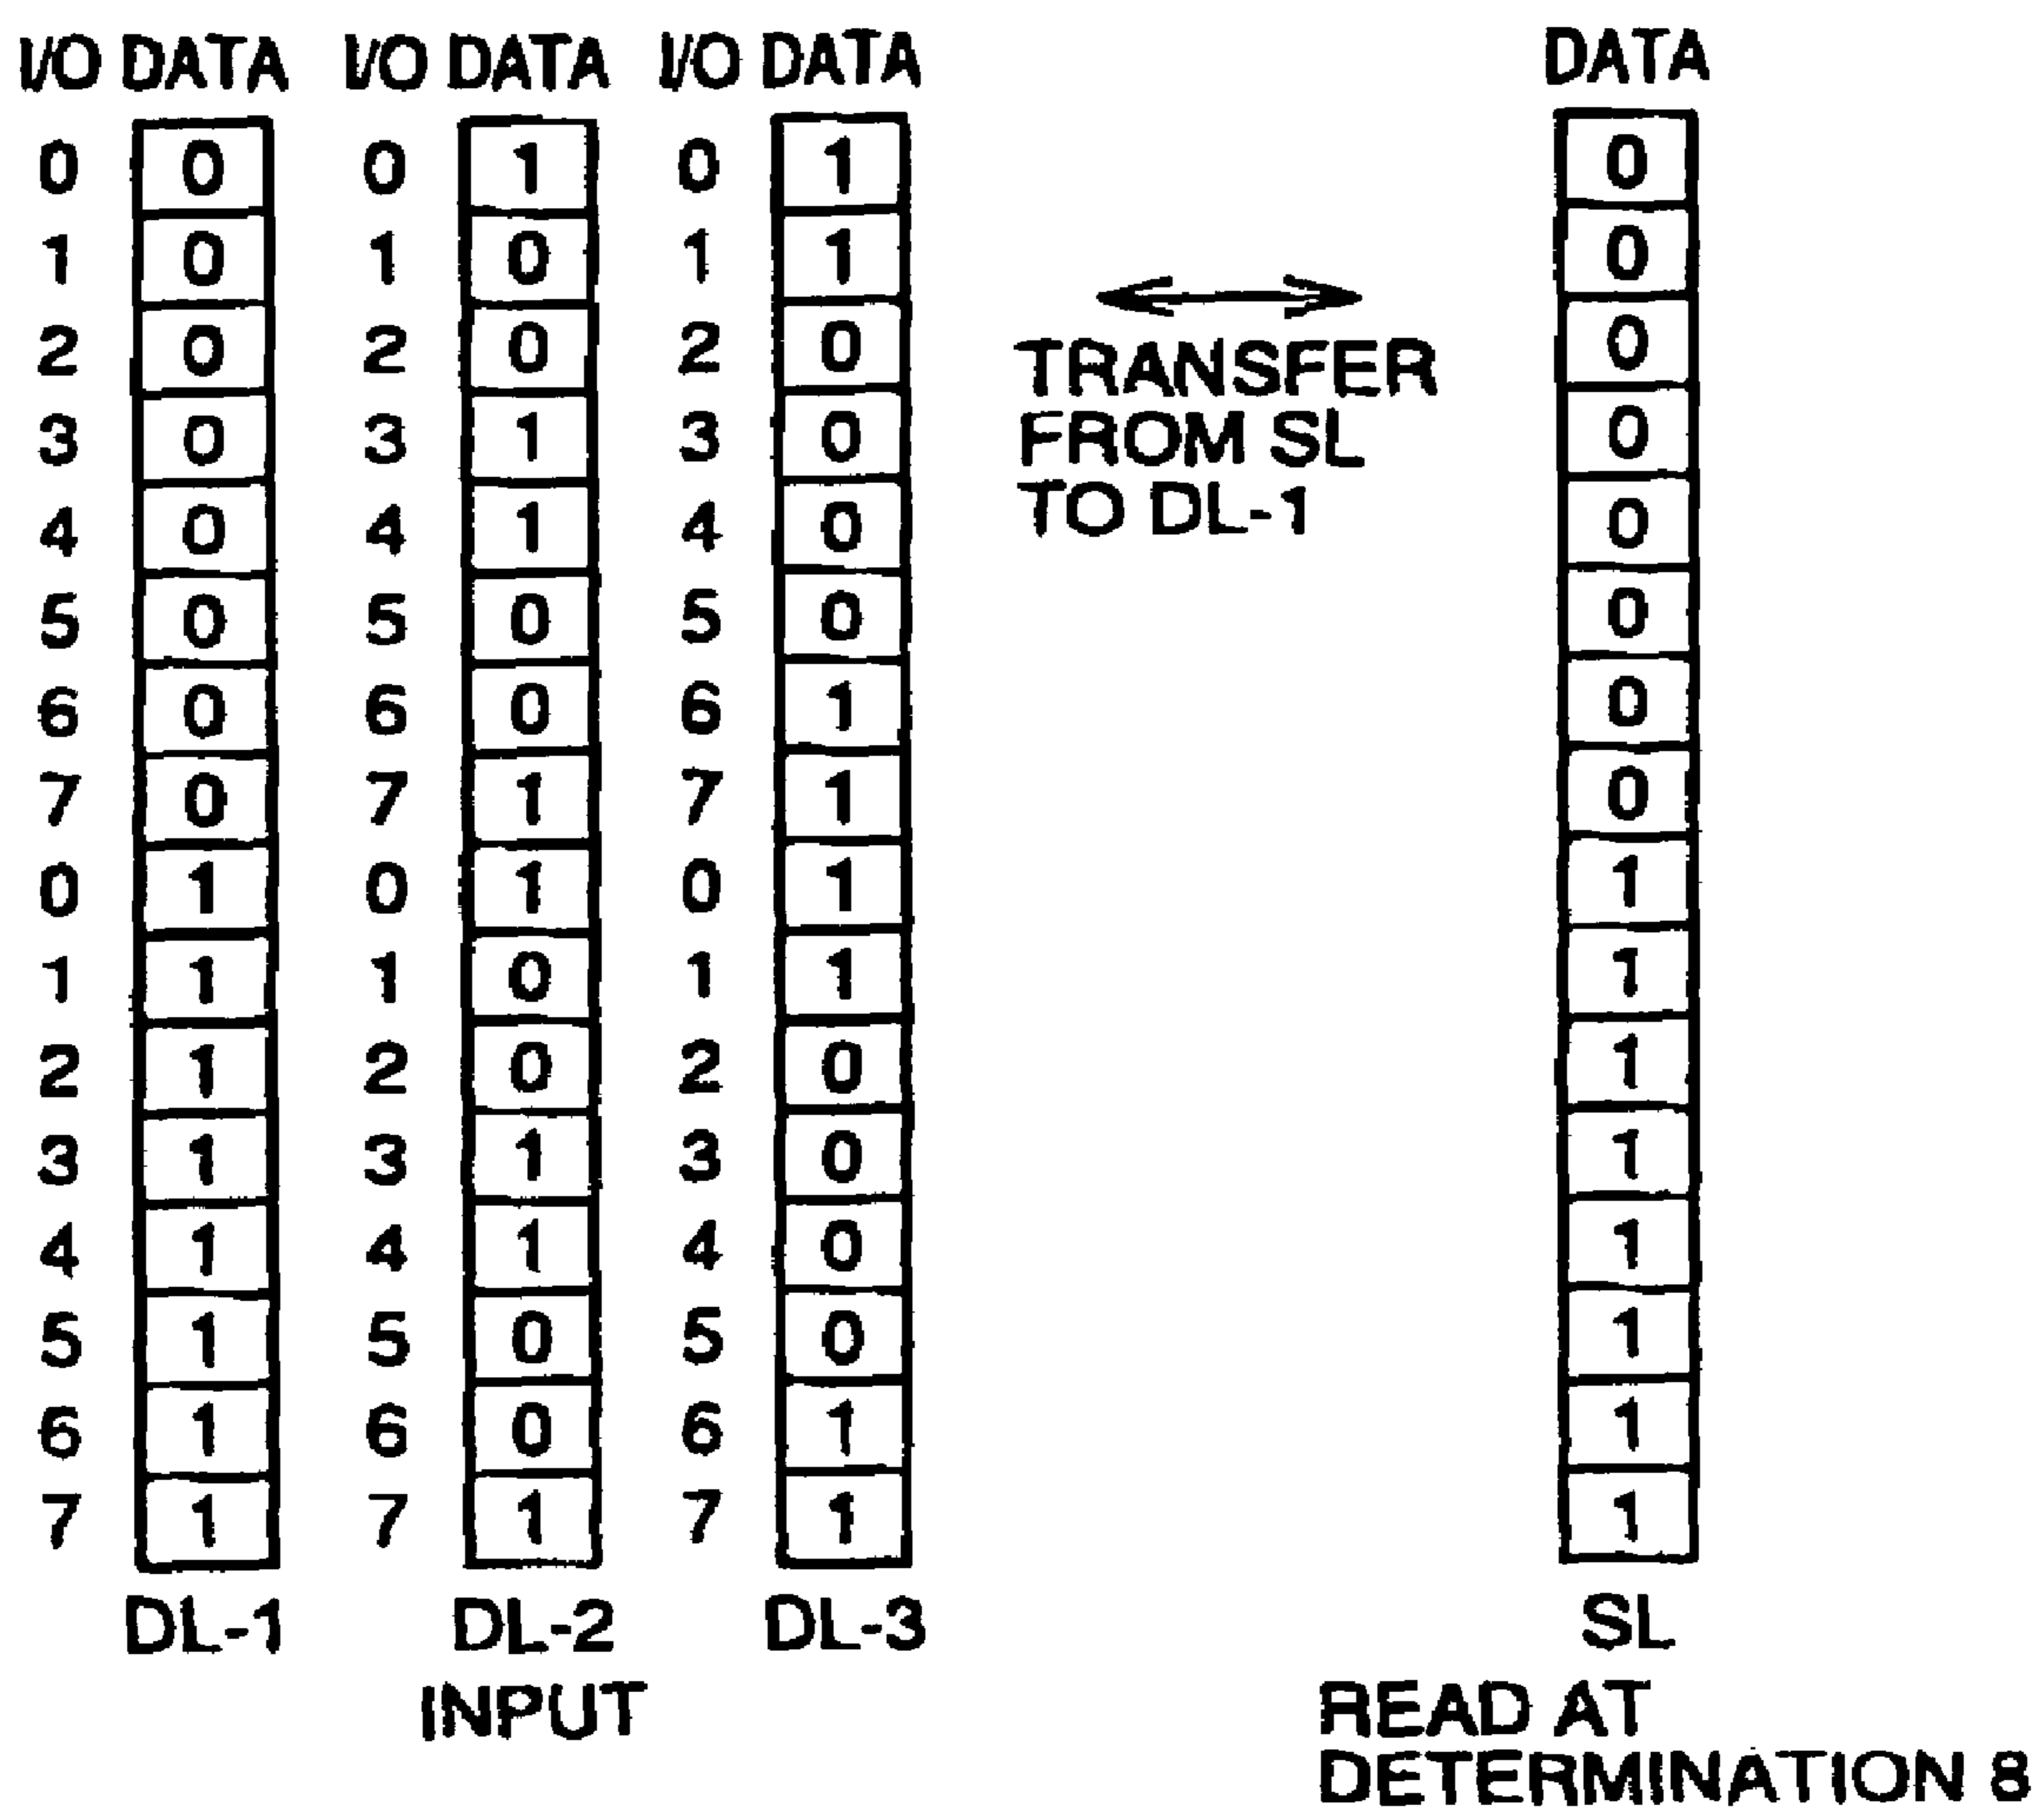 I/O DATA I/O DATA I/O DATA DATA
0 0 0 1 0 1 0
1 0 1 0 1 1 0
2 0 2 0 2 0 0
3 0 3 1 3 0 0
4 0 4 1 4 0 0
5 0 5 0 5 0 0
6 0 6 0 6 1 0
7 0 7 1 7 1 0
0 1 0 1 0 1 1
1 1 1 0 1 1 1
2 1 2 0 2 0 1
3 1 3 1 3 0 1
4 1 4 1 4 0 1
5 1 5 0 5 0 1
6 1 6 0 6 1 1
7 1 7 1 7 1 1
TRANSFER
FROM SL
TO DL-1
DL-1 DL-2 DL-3 SL
INPUT
READ AT
DETERMINATION 8